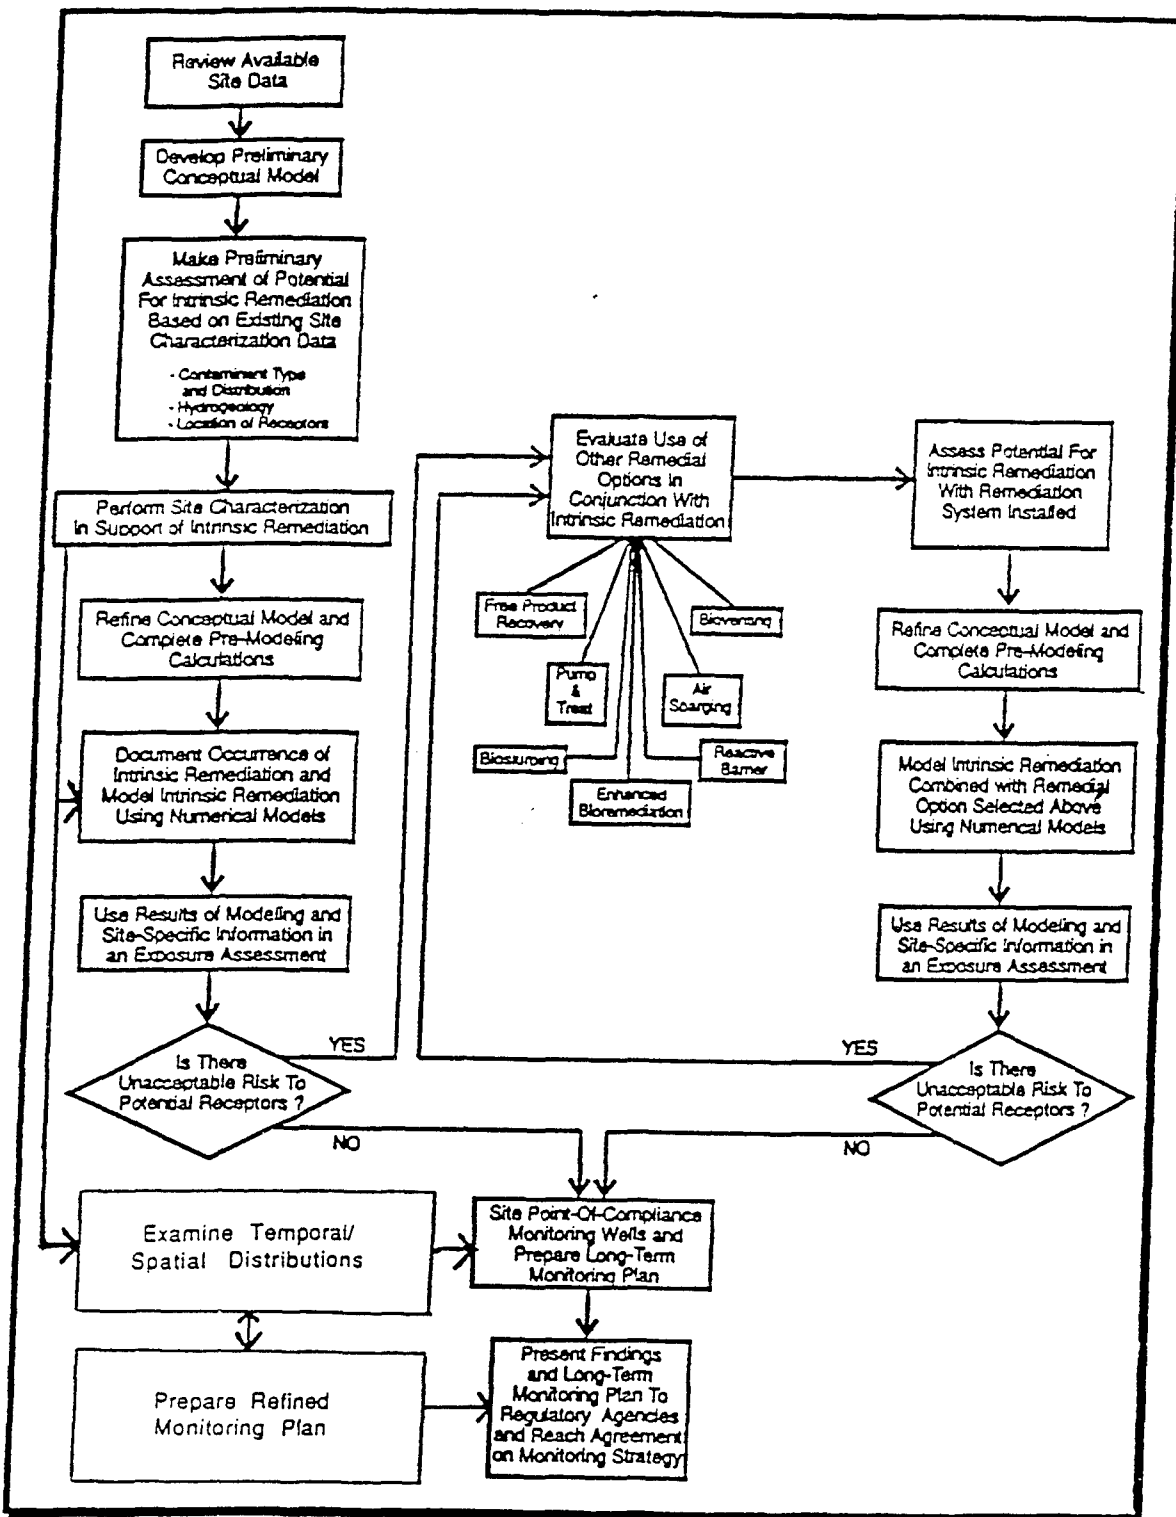 Review Available
Site Data
Develop Preliminary
Conceptual Model
Make Preliminary
Assessment of Potential
For Intrinsic Remediation
Based on Existing Site
Characterization Data
- Contaminant Type
and Distribution
- Hydrogeology
- Location of Receptors
Perform Site Characterization
in Support of Intrinsic Remediation
Refine Conceptual Model and
Complete Pre-Modeling
Calculations
Document Occurrence of
Intrinsic Remediation and
Model Intrinsic Remediation
Using Numerical Models
Use Results of Modeling and
Site-Specific Information in
an Exposure Assessment
Is There
Unacceptable Risk To
Potential Receptors ?
YES
NO
Evaluate Use of
Other Remedial
Options In
Conjunction With
Intrinsic Remediation
Free Product
Recovery
Bioventing
Pump
&
Treat
Air
Sparging
Bioslurping
Reactive
Barrier
Enhanced
Bioremediation
Assess Potential For
Intrinsic Remediation
With Remediation
System Installed
Refine Conceptual Model and
Complete Pre-Modeling
Calculations
Model Intrinsic Remediation
Combined with Remedial
Option Selected Above
Using Numerical Models
Use Results of Modeling and
Site-Specific Information in
an Exposure Assessment
Is There
Unacceptable Risk To
Potential Receptors ?
YES
NO
Examine Temporal/
Spatial Distributions
Site Point-Of-Compliance
Monitoring Wells and
Prepare Long-Term
Monitoring Plan
Prepare Refined
Monitoring Plan
Present Findings
and Long-Term
Monitoring Plan To
Regulatory Agencies
and Reach Agreement
on Monitoring Strategy